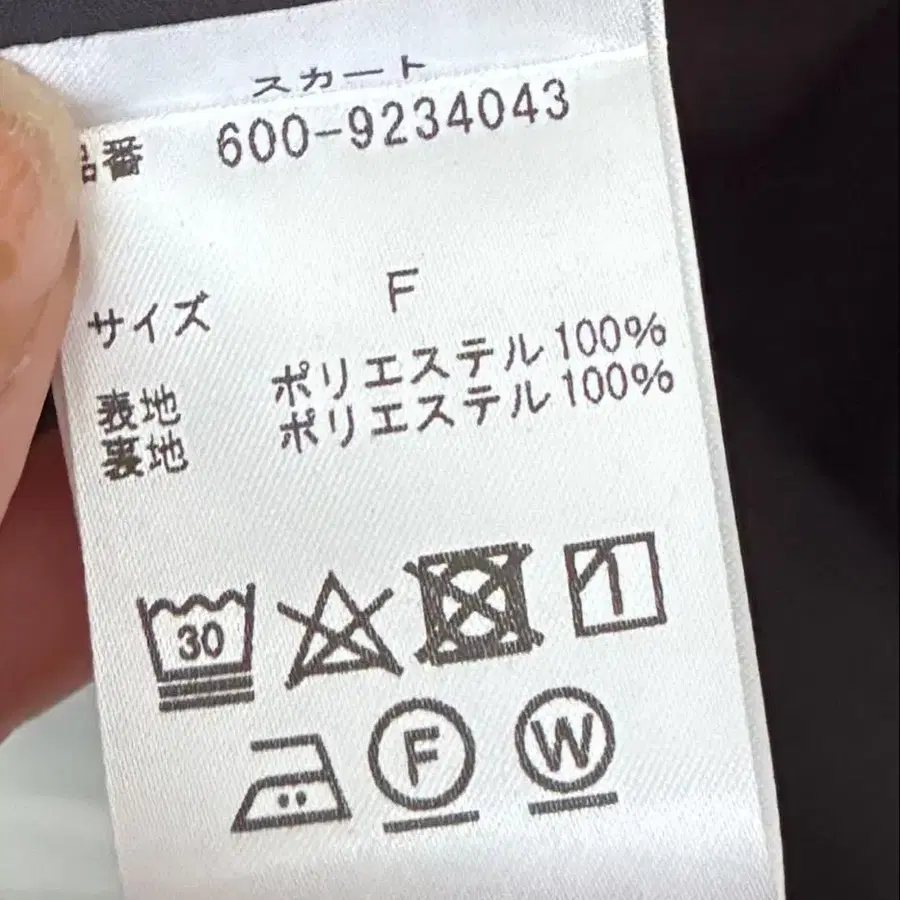 スカート
品番 600-9234043
サイズ F
表地 ポリエステル100%
裏地 ポリエステル100%
30
F W